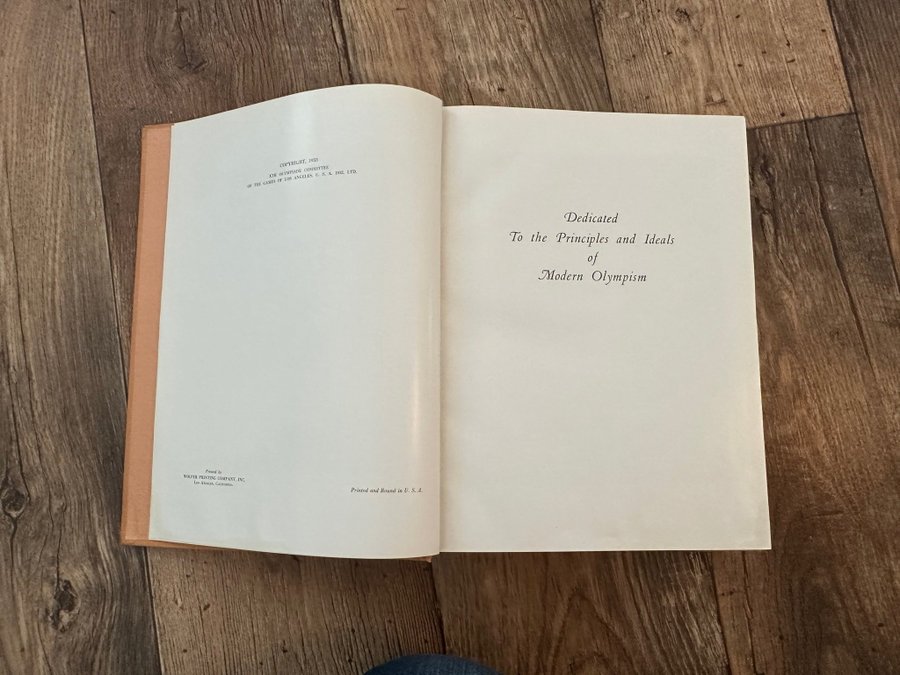 COPYRIGHT, 1933
XTH OLYMPIADE COMMITTEE
OF THE GAMES OF LOS ANGELES, U. S. A. 1932, LTD.
Printed by
WOLFER PRINTING COMPANY, INC.
Los Angeles, California
Printed and Bound in U. S. A.
Dedicated
To the Principles and Ideals
of
Modern Olympism